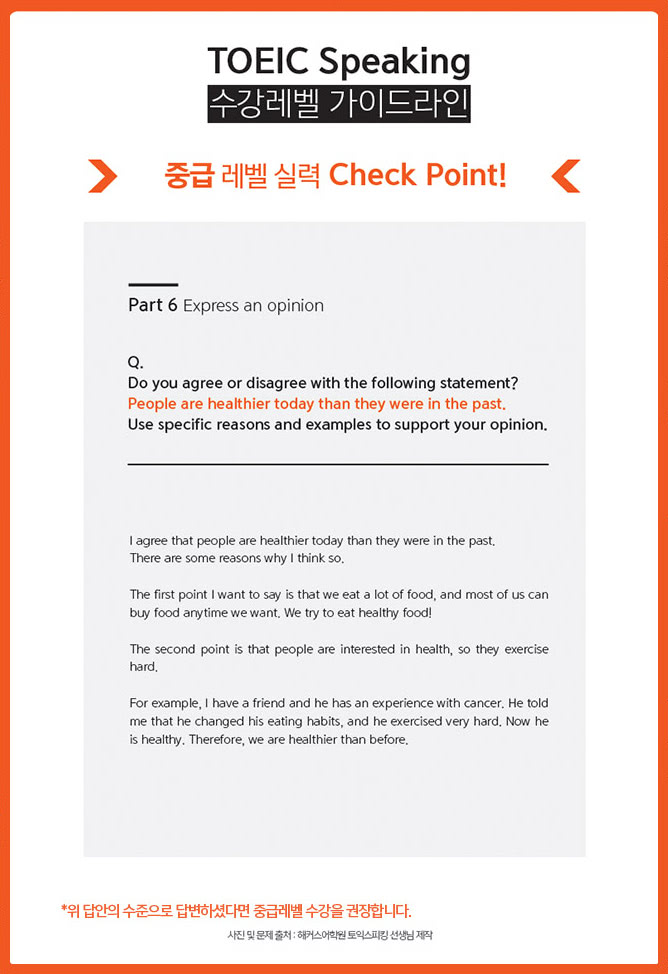 TOEIC Speaking
수강레벨 가이드라인
중급 레벨 실력 Check Point!
Part 6 Express an opinion
Q.
Do you agree or disagree with the following statement?
People are healthier today than they were in the past.
Use specific reasons and examples to support your opinion.
I agree that people are healthier today than they were in the past.
There are some reasons why I think so.
The first point I want to say is that we eat a lot of food, and most of us can
buy food anytime we want. We try to eat healthy food!
The second point is that people are interested in health, so they exercise
hard.
For example, I have a friend and he has an experience with cancer. He told
me that he changed his eating habits, and he exercised very hard. Now he
is healthy. Therefore, we are healthier than before.
*위 답안의 수준으로 답변하셨다면 중급레벨 수강을 권장합니다.
사진 및 문제 출처 : 해커스어학원 토익스피킹 선생님 제작